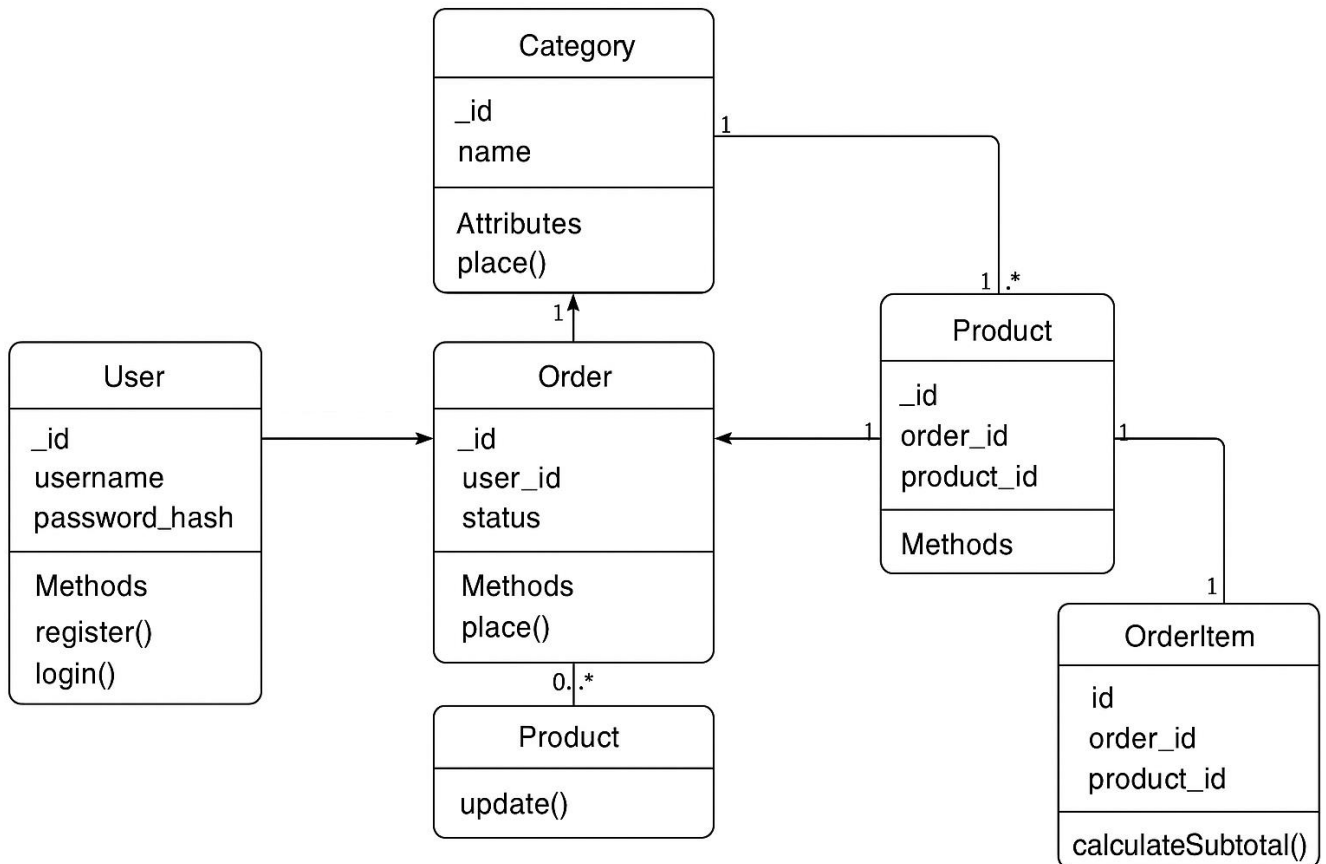 Category
_id
name
Attributes
place()
1
1 .*
1
User
_id
username
password_hash
Methods
register()
login()
Order
_id
user_id
status
Methods
place()
0. .*
Product
update()
Product
_id
order_id
product_id
Methods
1
1
1
OrderItem
id
order_id
product_id
calculateSubtotal()